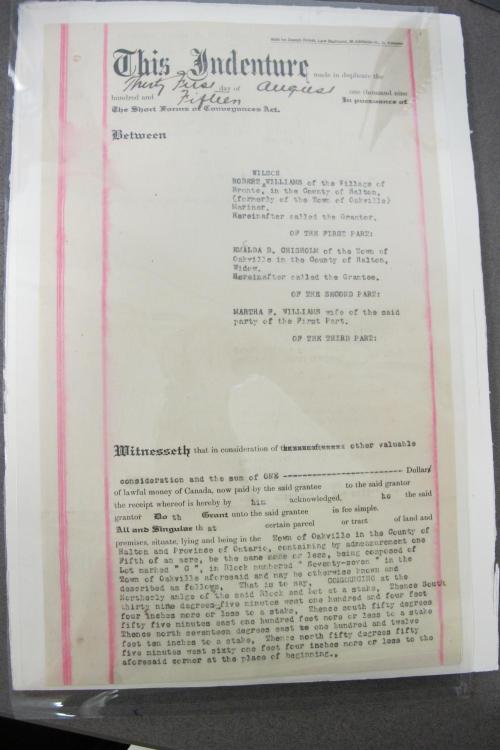 This Indenture made in duplicate the
Thirty First day of August one thousand nine
hundred and Fifteen In pursuance of
The Short Forms of Conveyances Act.
Between
WILSON
ROBERT WILLIAMS of the Village of
Bronte, in the County of Halton,
(formerly of the Town of Oakville)
Mariner.
Hereinafter called the Grantor.
OF THE FIRST PART:
EMALDA B. CHISHOLM of the Town of
Oakville in the County of Halton,
Widow.
Hereinafter called the Grantee.
OF THE SECOND PART:
MARTHA F. WILLIAMS wife of the said
party of the First Part.
OF THE THIRD PART:
Witnesseth that in consideration of other valuable
consideration and the sum of ONE -------------------------- Dollar
of lawful money of Canada, now paid by the said grantee to the said grantor
the receipt whereof is hereby by him acknowledged, he the said
grantor Do th Grant unto the said grantee in fee simple.
All and Singular th at certain parcel or tract of land and
premises, situate, lying and being in the Town of Oakville in the County of
Halton and Province of Ontario, containing by admeasurement one
Fifth of an acre, be the same more or less, being composed of
Lot marked " C ", in Block numbered " Seventy-seven " in the
Town of Oakville aforesaid and may be otherwise known and
described as follows, That is to say, COMMENCING at the
Northerly angle of the said Block and Lot at a stake, Thence South
thirty nine degrees five minutes west one hundred and four feet
four inches more or less to a stake, Thence south fifty degrees
fifty five minutes east one hundred feet more or less to a stake
Thence north seventeen degrees east to one hundred and twelve
feet ten inches to a stake, Thence north fifty degrees fifty
five minutes west sixty one feet four inches more or less to the
aforesaid corner at the place of beginning.,